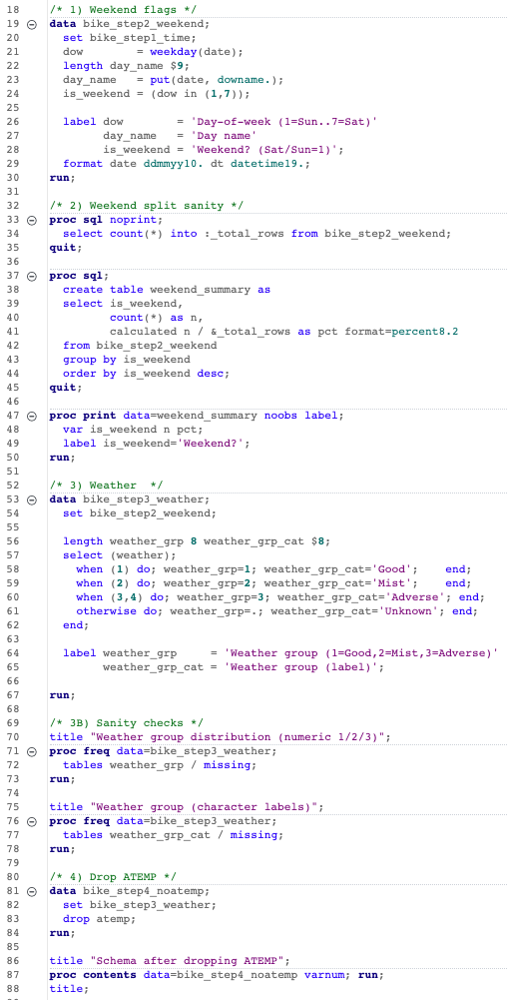 18 /* 1) Weekend flags */
19 data bike_step2_weekend;
20   set bike_step1_time;
21   dow        = weekday(date);
22   length day_name $9;
23   day_name   = put(date, downame.);
24   is_weekend = (dow in (1,7));
25
26   label dow        = 'Day-of-week (1=Sun..7=Sat)'
27         day_name   = 'Day name'
28         is_weekend = 'Weekend? (Sat/Sun=1)';
29   format date ddmmyy10. dt datetime19.;
30 run;
31
32 /* 2) Weekend split sanity */
33 proc sql noprint;
34   select count(*) into :_total_rows from bike_step2_weekend;
35 quit;
36
37 proc sql;
38   create table weekend_summary as
39   select is_weekend,
40          count(*) as n,
41          calculated n / &_total_rows as pct format=percent8.2
42   from bike_step2_weekend
43   group by is_weekend
44   order by is_weekend desc;
45 quit;
46
47 proc print data=weekend_summary noobs label;
48   var is_weekend n pct;
49   label is_weekend='Weekend?';
50 run;
51
52 /* 3) Weather  */
53 data bike_step3_weather;
54   set bike_step2_weekend;
55
56   length weather_grp 8 weather_grp_cat $8;
57   select (weather);
58     when (1) do; weather_grp=1; weather_grp_cat='Good';    end;
59     when (2) do; weather_grp=2; weather_grp_cat='Mist';    end;
60     when (3,4) do; weather_grp=3; weather_grp_cat='Adverse'; end;
61     otherwise do; weather_grp=.; weather_grp_cat='Unknown'; end;
62   end;
63
64   label weather_grp     = 'Weather group (1=Good,2=Mist,3=Adverse)'
65         weather_grp_cat = 'Weather group (label)';
66
67 run;
68
69 /* 3B) Sanity checks */
70 title "Weather group distribution (numeric 1/2/3)";
71 proc freq data=bike_step3_weather;
72   tables weather_grp / missing;
73 run;
74
75 title "Weather group (character labels)";
76 proc freq data=bike_step3_weather;
77   tables weather_grp_cat / missing;
78 run;
79
80 /* 4) Drop ATEMP */
81 data bike_step4_noatemp;
82   set bike_step3_weather;
83   drop atemp;
84 run;
85
86 title "Schema after dropping ATEMP";
87 proc contents data=bike_step4_noatemp varnum; run;
88 title;